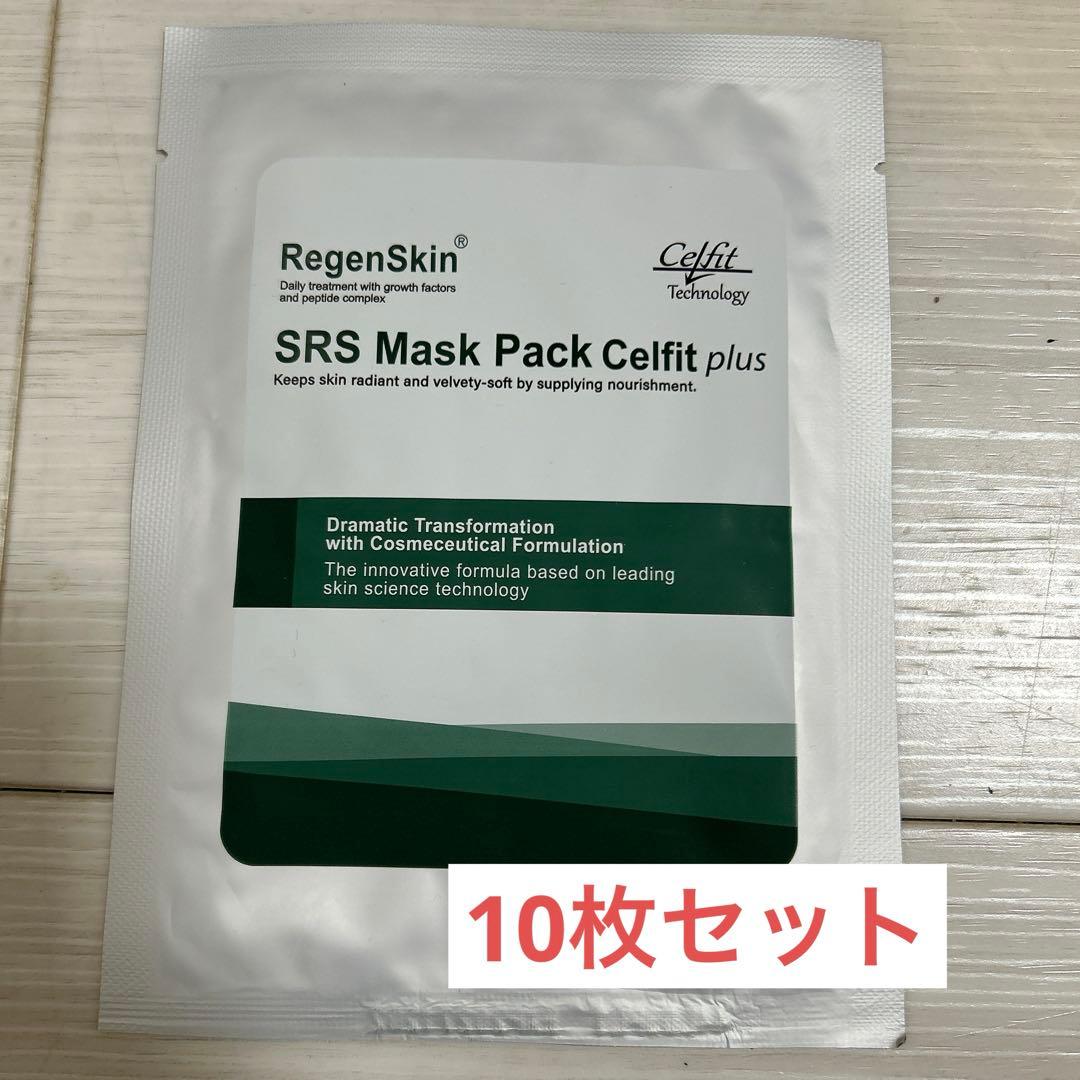 RegenSkin®
Daily treatment with growth factors
and peptide complex
Celfit
Technology
SRS Mask Pack Celfit plus
Keeps skin radiant and velvety-soft by supplying nourishment.
Dramatic Transformation
with Cosmeceutical Formulation
The innovative formula based on leading
skin science technology
10枚セット